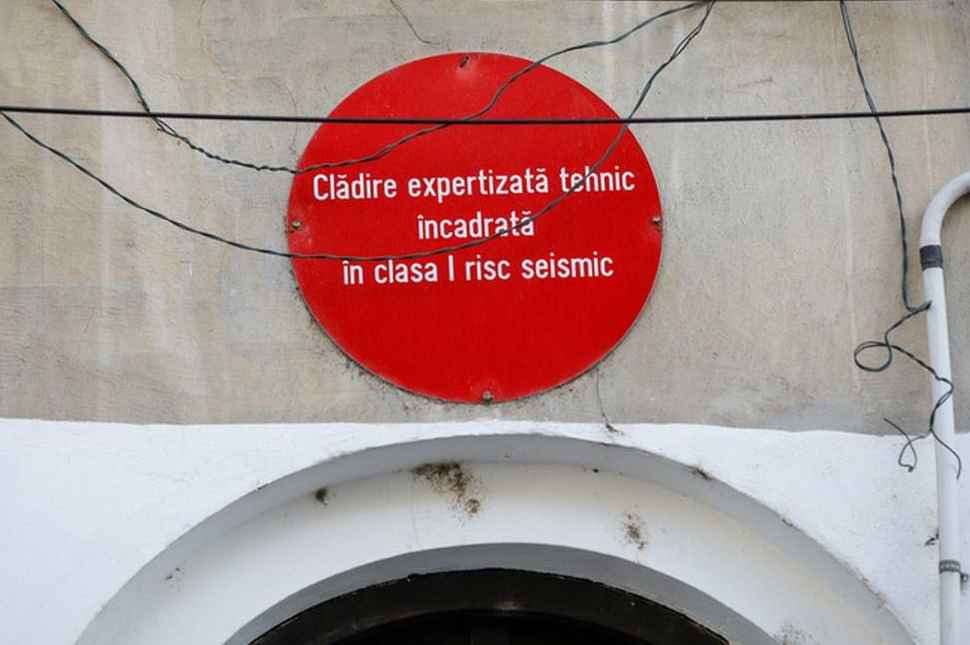 Clădire expertizată tehnic
încadrată
în clasa I risc seismic